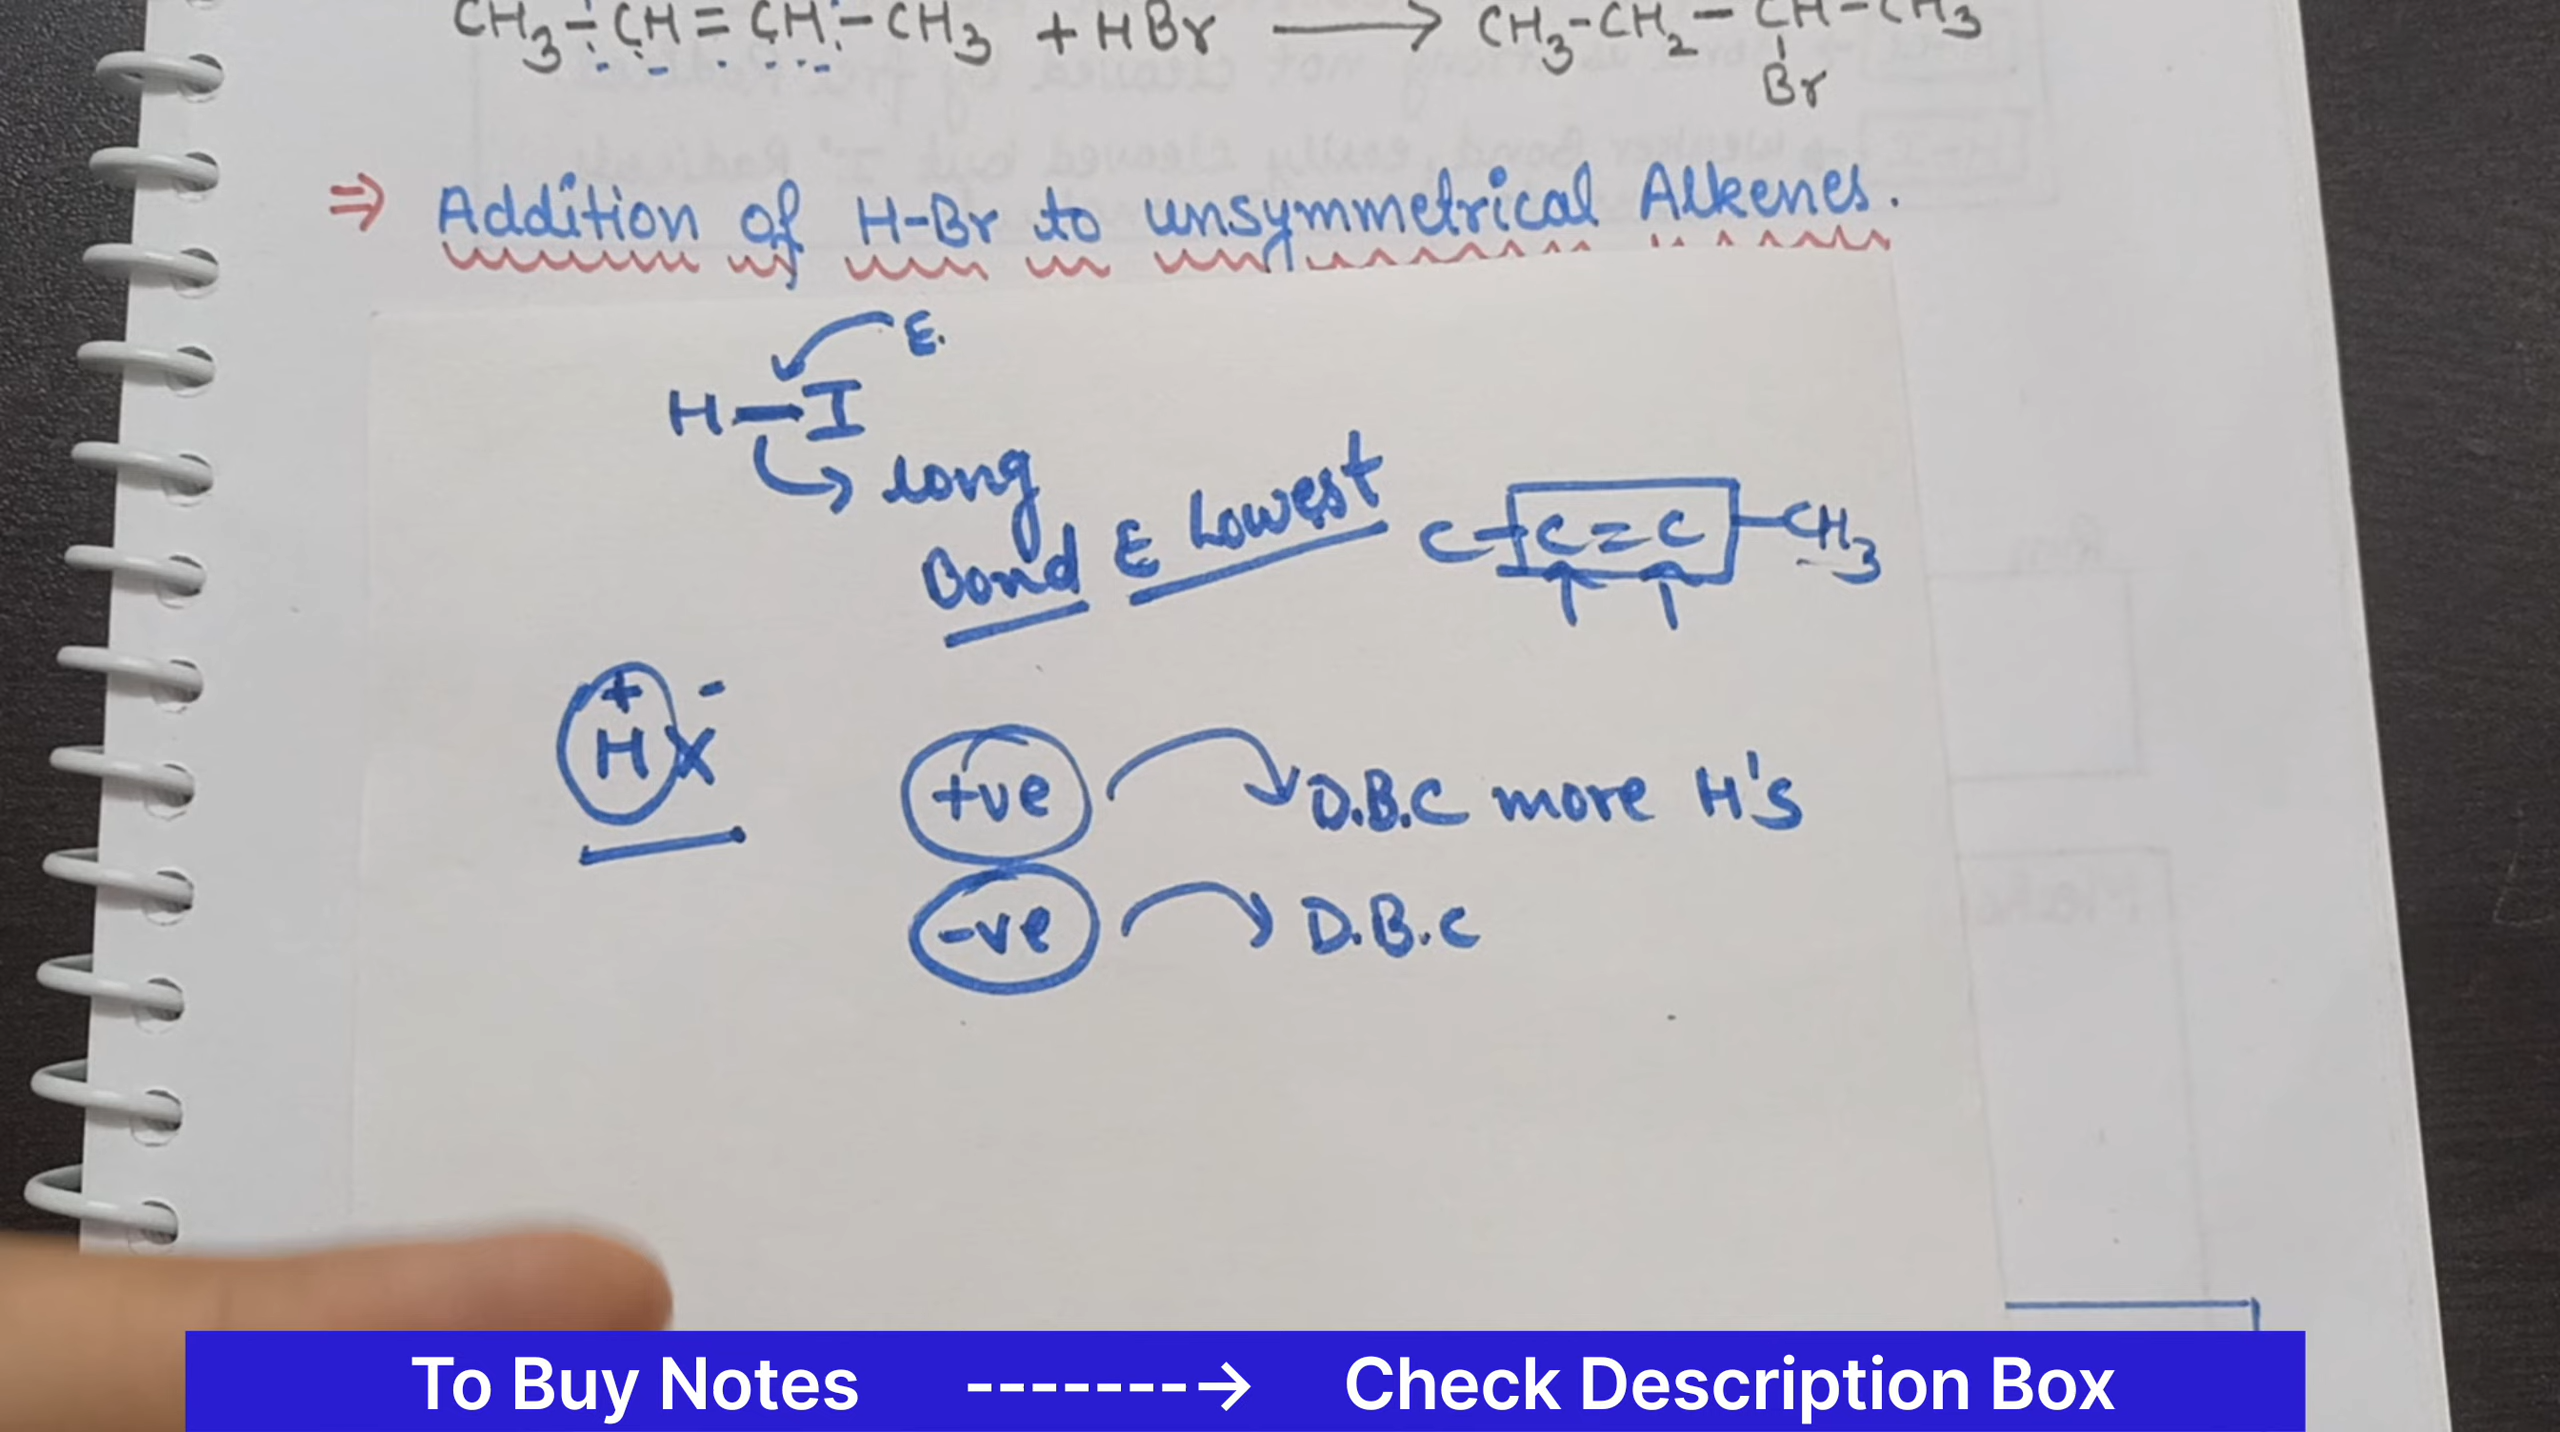 CH3-CH=CH-CH3 + HBr ⟶ CH3-CH2-CH-CH3
Br
⇒ Addition of H-Br to unsymmetrical Alkenes.
E.
H-I
long
Bond E Lowest
C-C=C-CH3
+ -
HX
+ve D.B.C more H's
-ve D.B.C
To Buy Notes -------→ Check Description Box